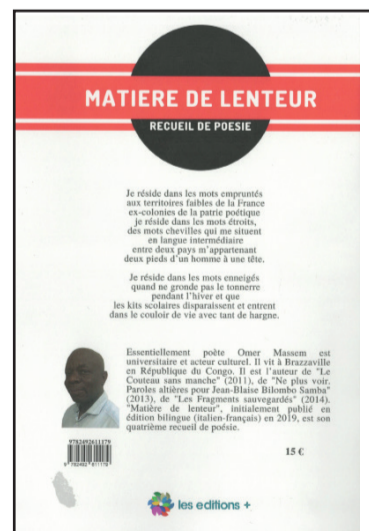 MATIERE DE LENTEUR
RECUEIL DE POESIE
Je réside dans les mots empruntés
aux territoires faibles de la France
ex-colonies de la patrie poétique
je réside dans les mots étroits,
des mots chevilles qui me situent
en langue intermédiaire
entre deux pays m'appartenant
deux pieds d'un homme à une tête.
Je réside dans les mots enneigés
quand ne gronde pas le tonnerre
pendant l'hiver et que
les kits scolaires disparaissent et entrent
dans le couloir de vie avec tant de hargne.
Essentiellement poète Omer Massem est
universitaire et acteur culturel. Il vit à Brazzaville
en République du Congo. Il est l'auteur de "Le
Couteau sans manche" (2011), de "Ne plus voir.
Paroles altières pour Jean-Blaise Bilombo Samba"
(2013), de "Les Fragments sauvegardés" (2014).
"Matière de lenteur", initialement publié en
édition bilingue (italien-français) en 2019, est son
quatrième recueil de poésie.
9782492611179
9 782492 611179
15 €
les editions +